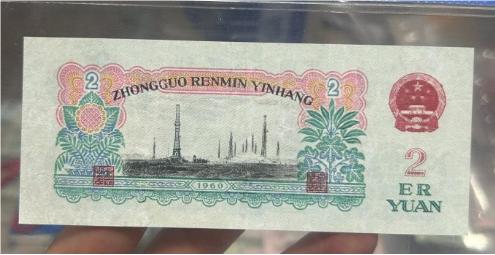 2
ZHONGGUO RENMIN YINHANG
2
1960
2
ER
YUAN